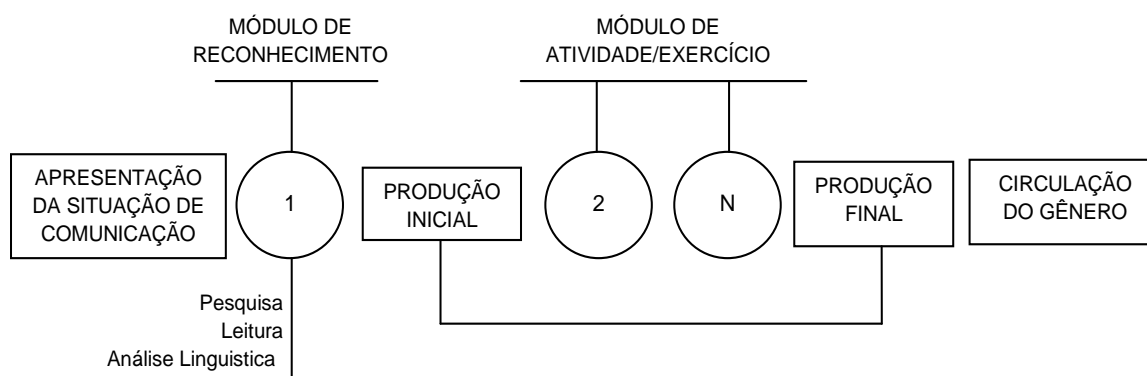 MÓDULO DE
RECONHECIMENTO
MÓDULO DE
ATIVIDADE/EXERCÍCIO
APRESENTAÇÃO
DA SITUAÇÃO DE
COMUNICAÇÃO
1
PRODUÇÃO
INICIAL
2
N
PRODUÇÃO
FINAL
CIRCULAÇÃO
DO GÊNERO
Pesquisa
Leitura
Análise Linguistica